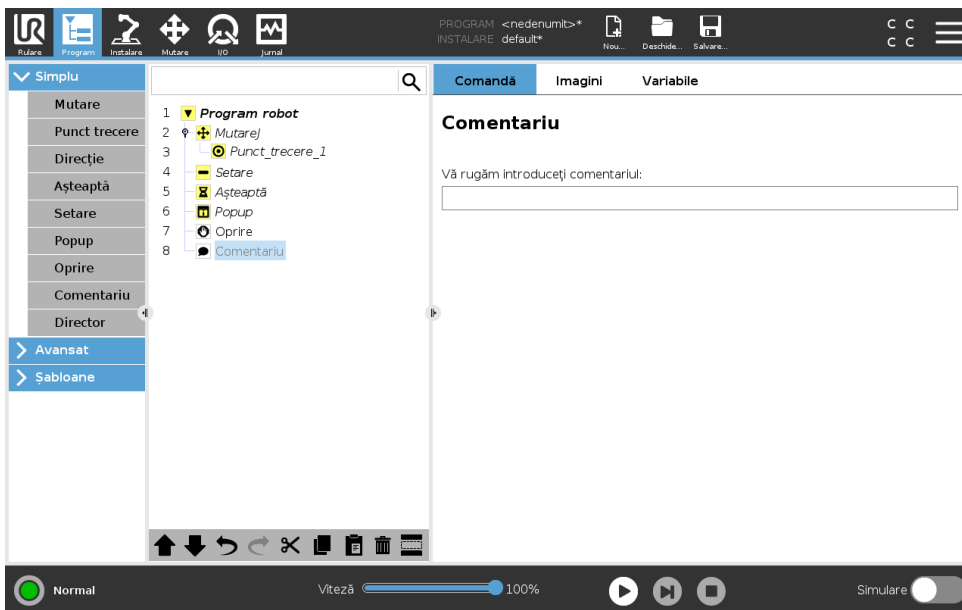 PROGRAM <nedenumit>*
INSTALARE default*
C C
C C
Rulare Program Instalare Mutare I/O Jurnal Nou... Deschide... Salvare...
Simplu
Mutare
Punct trecere
Direcție
Așteaptă
Setare
Popup
Oprire
Comentariu
Director
Avansat
Șabloane
1 Program robot
2 MutareJ
3 Punct_trecere_1
4 Setare
5 Așteaptă
6 Popup
7 Oprire
8 Comentariu
Comandă Imagini Variabile
Comentariu
Vă rugăm introduceţi comentariul:
Normal Viteză 100% Simulare